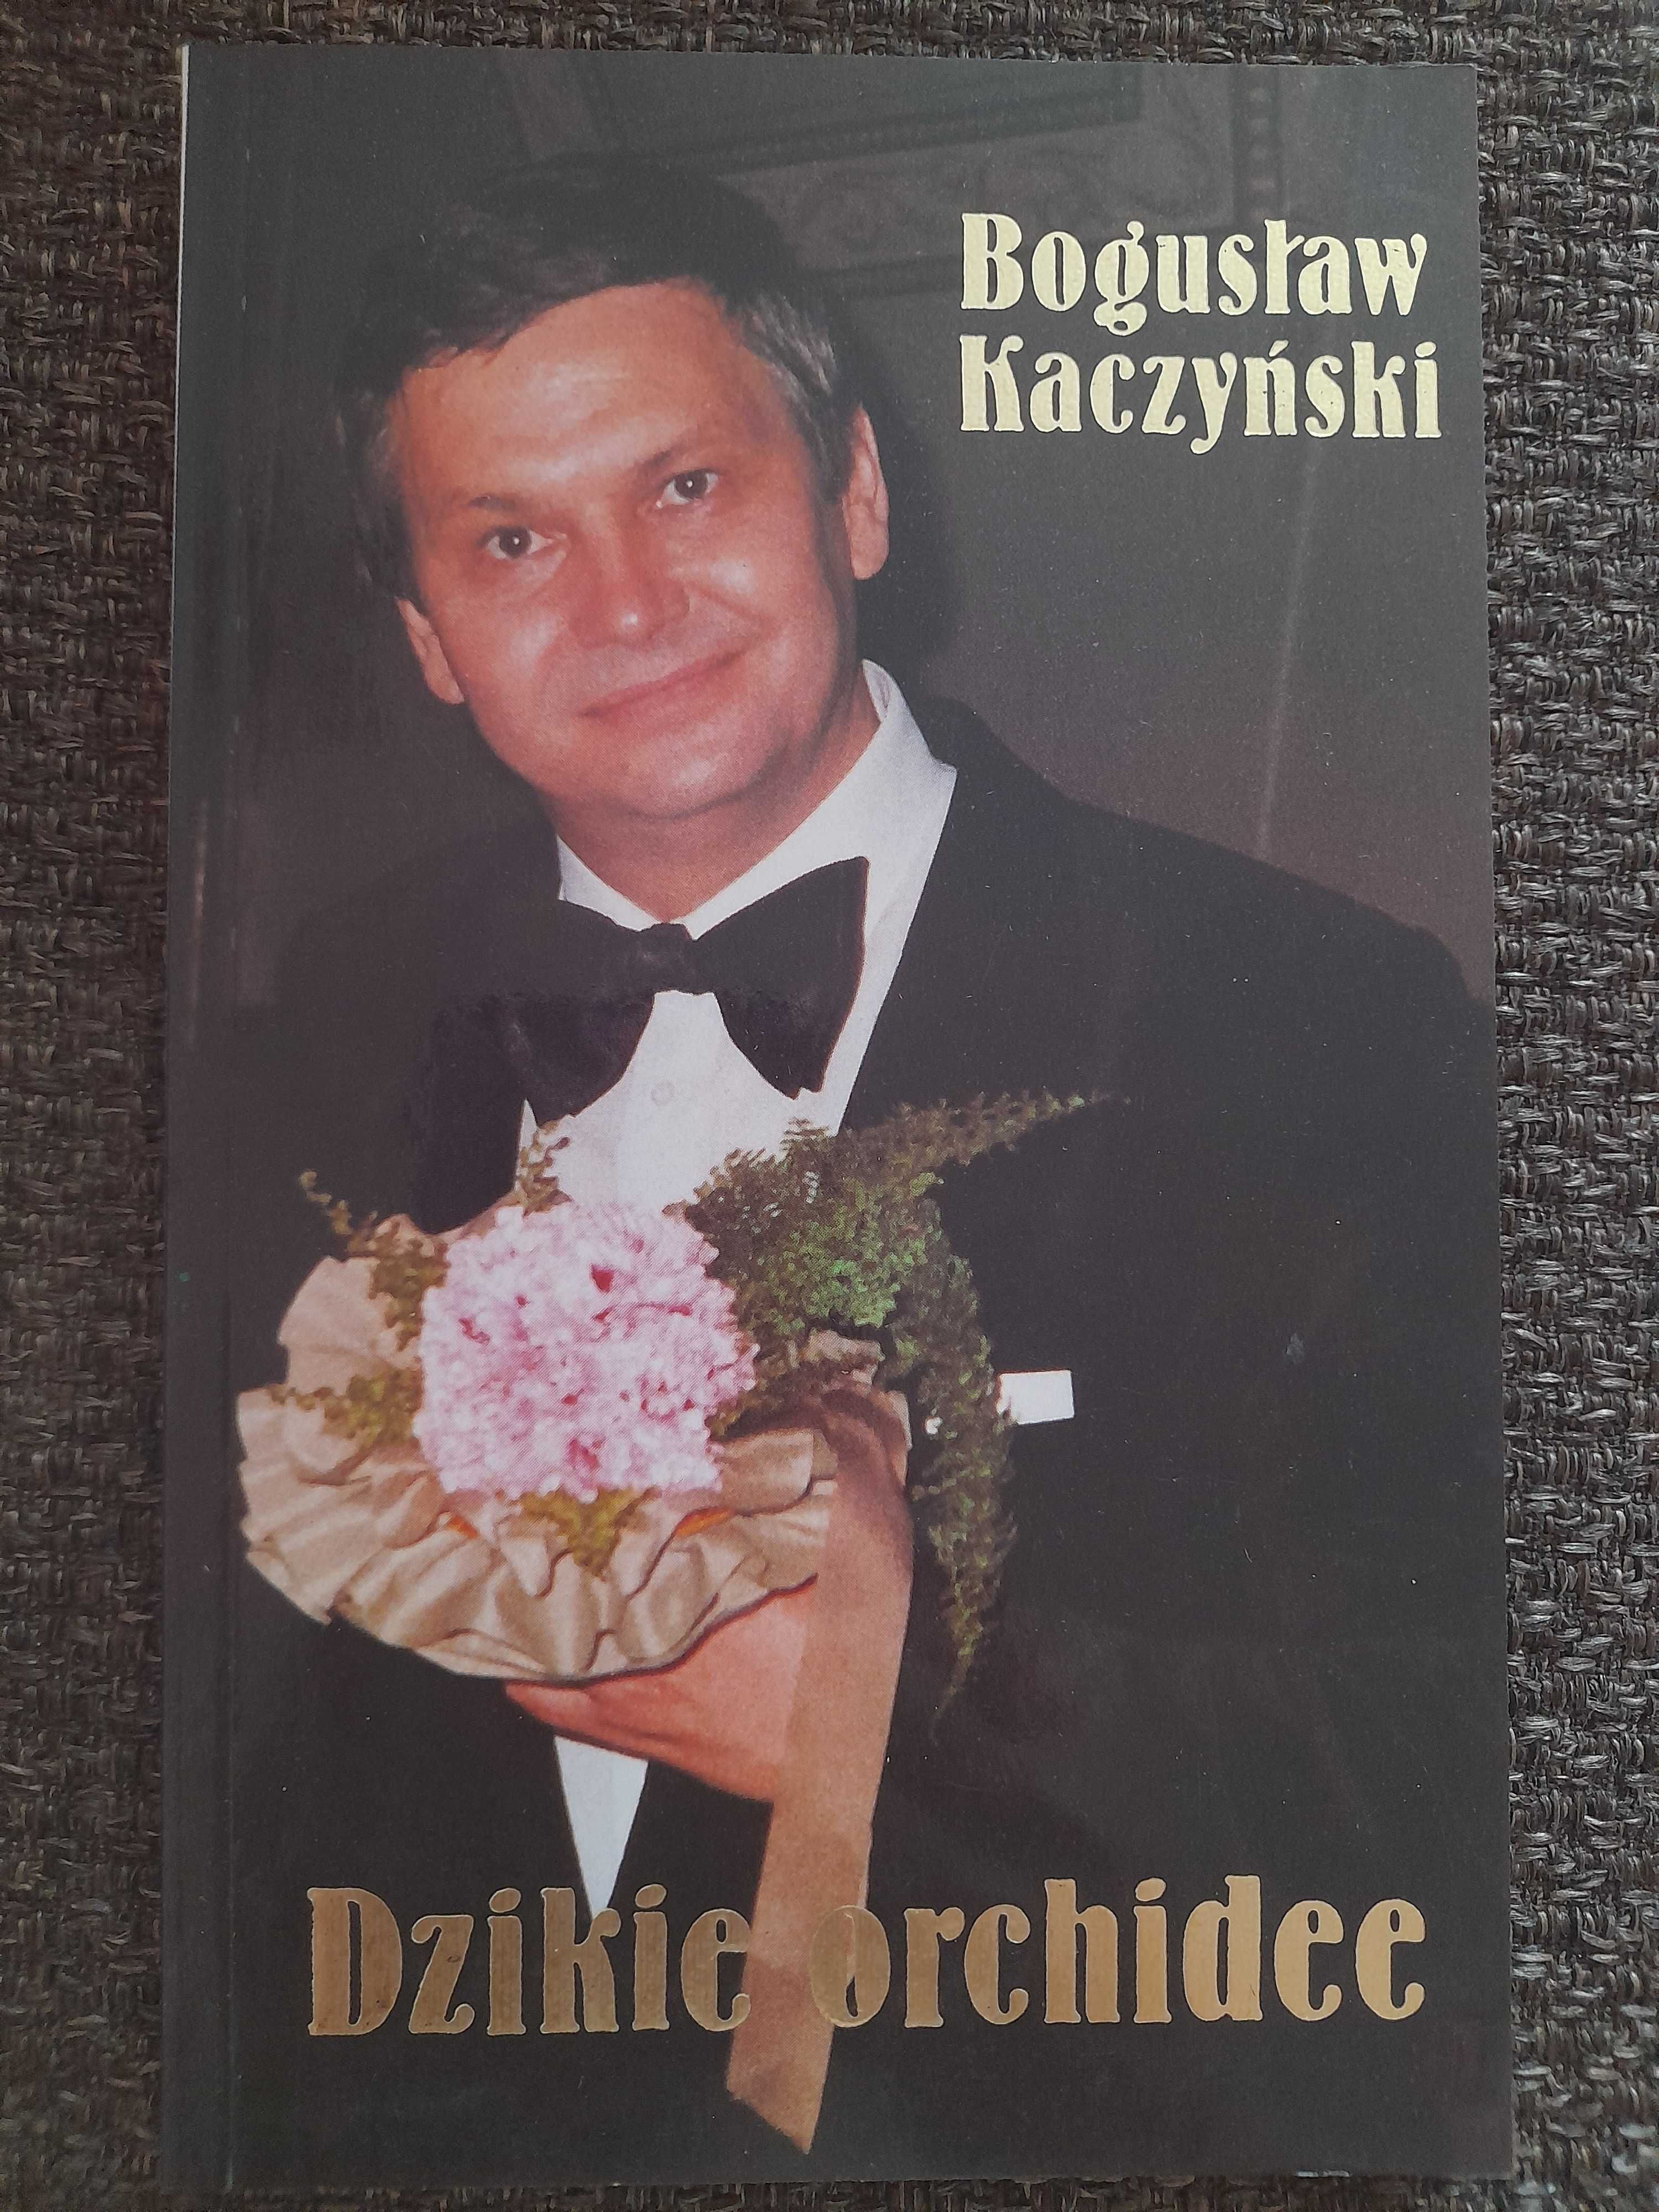 Bogusław
Kaczyński
Dzikie orchidee